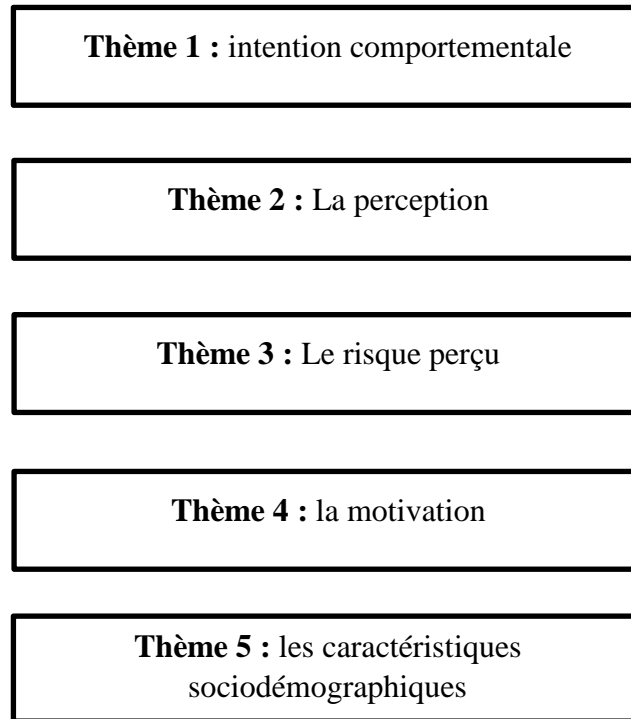 Thème 1 : intention comportementale
Thème 2 : La perception
Thème 3 : Le risque perçu
Thème 4 : la motivation
Thème 5 : les caractéristiques
sociodémographiques